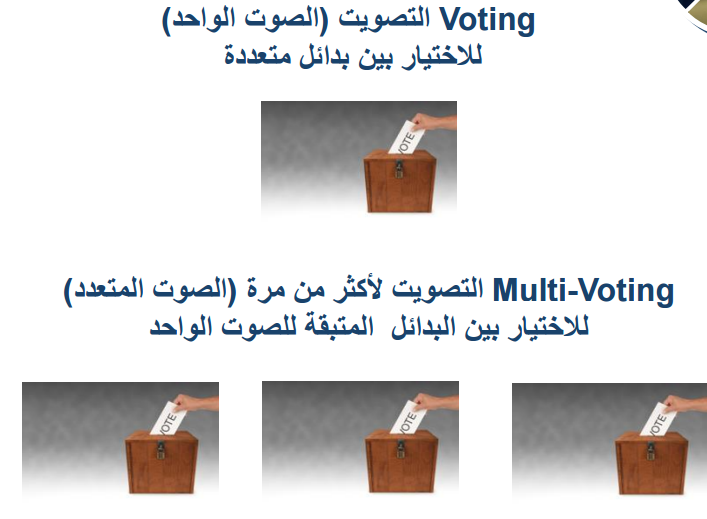 Voting التصويت (الصوت الواحد)
للاختيار بين بدائل متعددة
VOTE
Multi-Voting التصويت لأكثر من مرة (الصوت المتعدد)
للاختيار بين البدائل المتبقة للصوت الواحد
VOTE
VOTE
VOTE